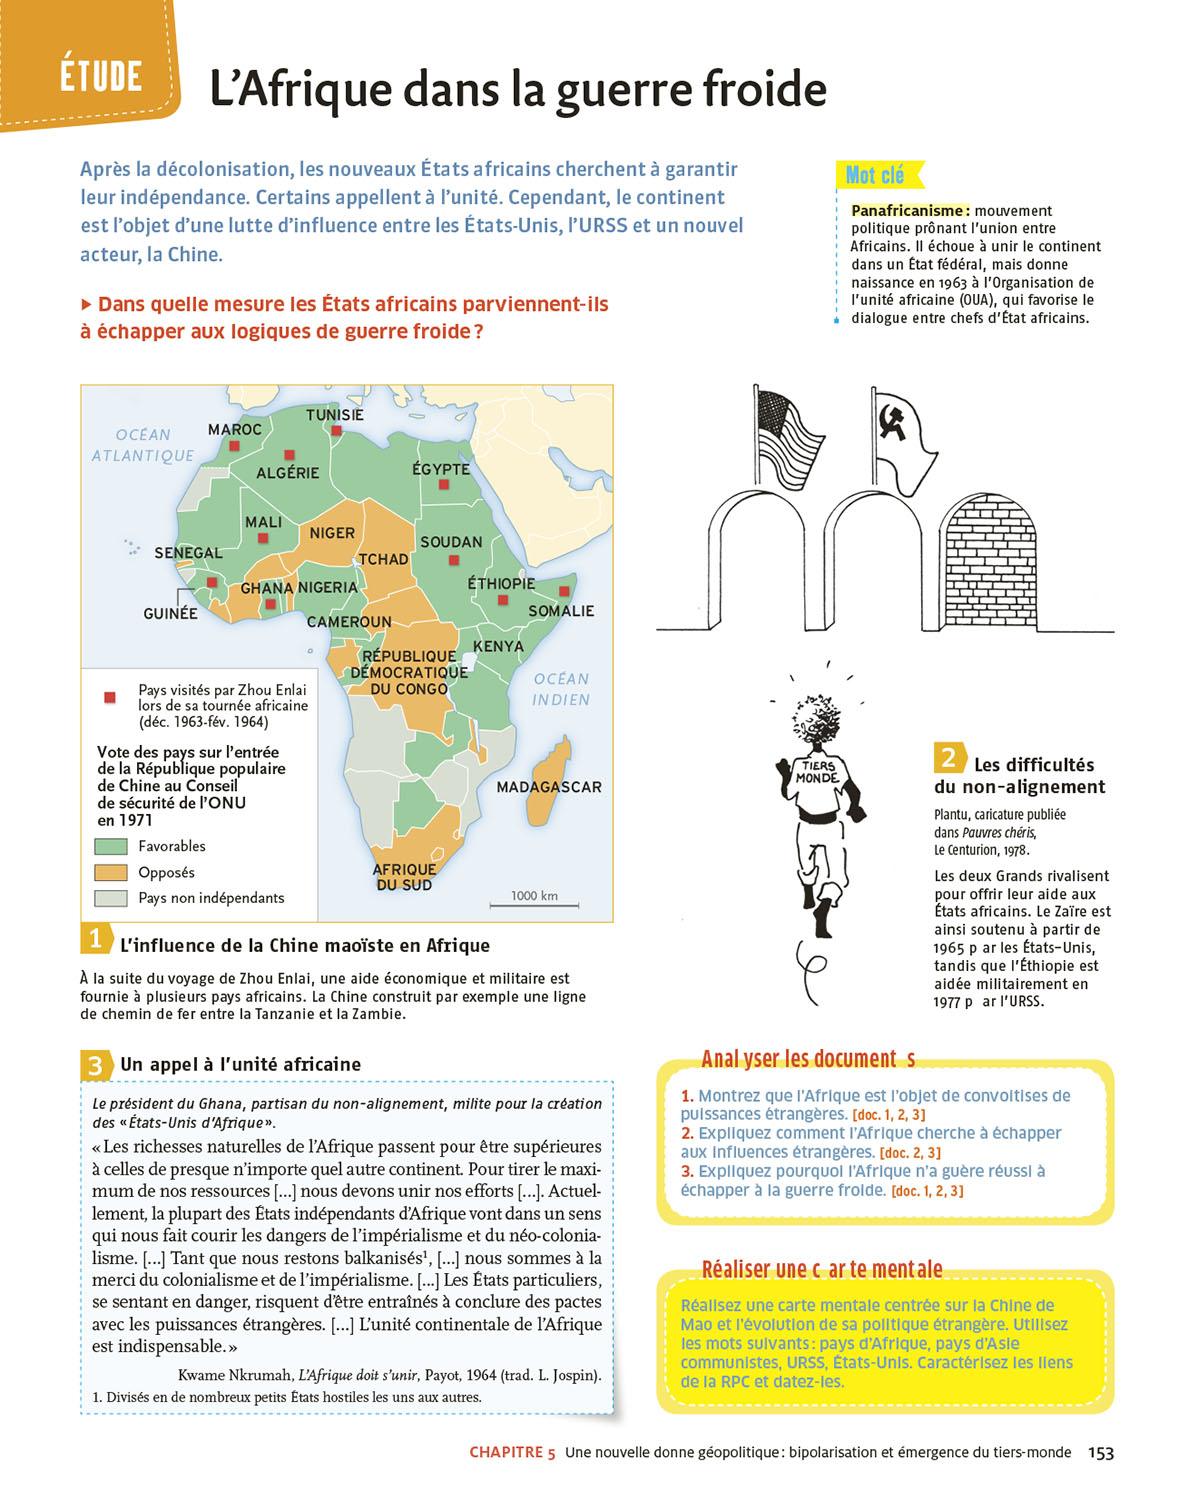 ÉTUDE
L'Afrique dans la guerre froide
Après la décolonisation, les nouveaux États africains cherchent à garantir
leur indépendance. Certains appellent à l'unité. Cependant, le continent
est l'objet d'une lutte d'influence entre les États-Unis, l'URSS et un nouvel
acteur, la Chine.
▶ Dans quelle mesure les États africains parviennent-ils
à échapper aux logiques de guerre froide ?
Mot clé
Panafricanisme : mouvement
politique prônant l'union entre
Africains. Il échoue à unir le continent
dans un État fédéral, mais donne
naissance en 1963 à l'Organisation de
l'unité africaine (OUA), qui favorise le
dialogue entre chefs d'État africains.
OCÉAN
ATLANTIQUE
MAROC
TUNISIE
ALGÉRIE
ÉGYPTE
MALI
NIGER
SENEGAL
TCHAD
SOUDAN
GHANA
NIGERIA
ÉTHIOPIE
GUINÉE
SOMALIE
CAMEROUN
KENYA
RÉPUBLIQUE
DÉMOCRATIQUE
DU CONGO
OCÉAN
INDIEN
MADAGASCAR
AFRIQUE
DU SUD
1000 km
Pays visités par Zhou Enlai
lors de sa tournée africaine
(déc. 1963-fév. 1964)
Vote des pays sur l'entrée
de la République populaire
de Chine au Conseil
de sécurité de l'ONU
en 1971
Favorables
Opposés
Pays non indépendants
1 L'influence de la Chine maoïste en Afrique
À la suite du voyage de Zhou Enlai, une aide économique et militaire est
fournie à plusieurs pays africains. La Chine construit par exemple une ligne
de chemin de fer entre la Tanzanie et la Zambie.
TIERS
MONDE
2 Les difficultés
du non-alignement
Plantu, caricature publiée
dans Pauvres chéris,
Le Centurion, 1978.
Les deux Grands rivalisent
pour offrir leur aide aux
États africains. Le Zaïre est
ainsi soutenu à partir de
1965 p ar les États-Unis,
tandis que l'Éthiopie est
aidée militairement en
1977 p ar l'URSS.
3 Un appel à l'unité africaine
Le président du Ghana, partisan du non-alignement, milite pour la création
des « États-Unis d'Afrique ».
« Les richesses naturelles de l'Afrique passent pour être supérieures
à celles de presque n'importe quel autre continent. Pour tirer le maxi-
mum de nos ressources [...] nous devons unir nos efforts [...]. Actuel-
lement, la plupart des États indépendants d'Afrique vont dans un sens
qui nous fait courir les dangers de l'impérialisme et du néo-colonia-
lisme. [...] Tant que nous restons balkanisés¹, [...] nous sommes à la
merci du colonialisme et de l'impérialisme. [...] Les États particuliers,
se sentant en danger, risquent d'être entraînés à conclure des pactes
avec les puissances étrangères. [...] L'unité continentale de l'Afrique
est indispensable. »
Kwame Nkrumah, L'Afrique doit s'unir, Payot, 1964 (trad. L. Jospin).
1. Divisés en de nombreux petits États hostiles les uns aux autres.
Anal yser les document s
1. Montrez que l'Afrique est l'objet de convoitises de
puissances étrangères. [doc. 1, 2, 3]
2. Expliquez comment l'Afrique cherche à échapper
aux influences étrangères. [doc. 2, 3]
3. Expliquez pourquoi l'Afrique n'a guère réussi à
échapper à la guerre froide. [doc. 1, 2, 3]
Réaliser une c ar te mentale
Réalisez une carte mentale centrée sur la Chine de
Mao et l'évolution de sa politique étrangère. Utilisez
les mots suivants : pays d'Afrique, pays d'Asie
communistes, URSS, États-Unis. Caractérisez les liens
de la RPC et datez-les.
CHAPITRE 5 Une nouvelle donne géopolitique : bipolarisation et émergence du tiers-monde 153